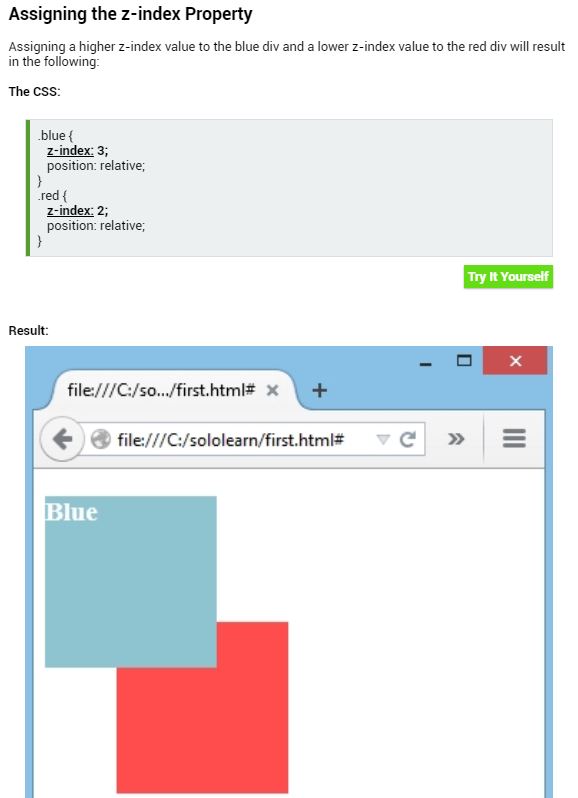 Assigning the z-index Property
Assigning a higher z-index value to the blue div and a lower z-index value to the red div will result
in the following:
The CSS:
.blue {
z-index: 3;
position: relative;
}
.red {
z-index: 2;
position: relative;
}
Try It Yourself
Result:
file:///C:/so.../first.html#
file:///C:/sololearn/first.html#
Blue